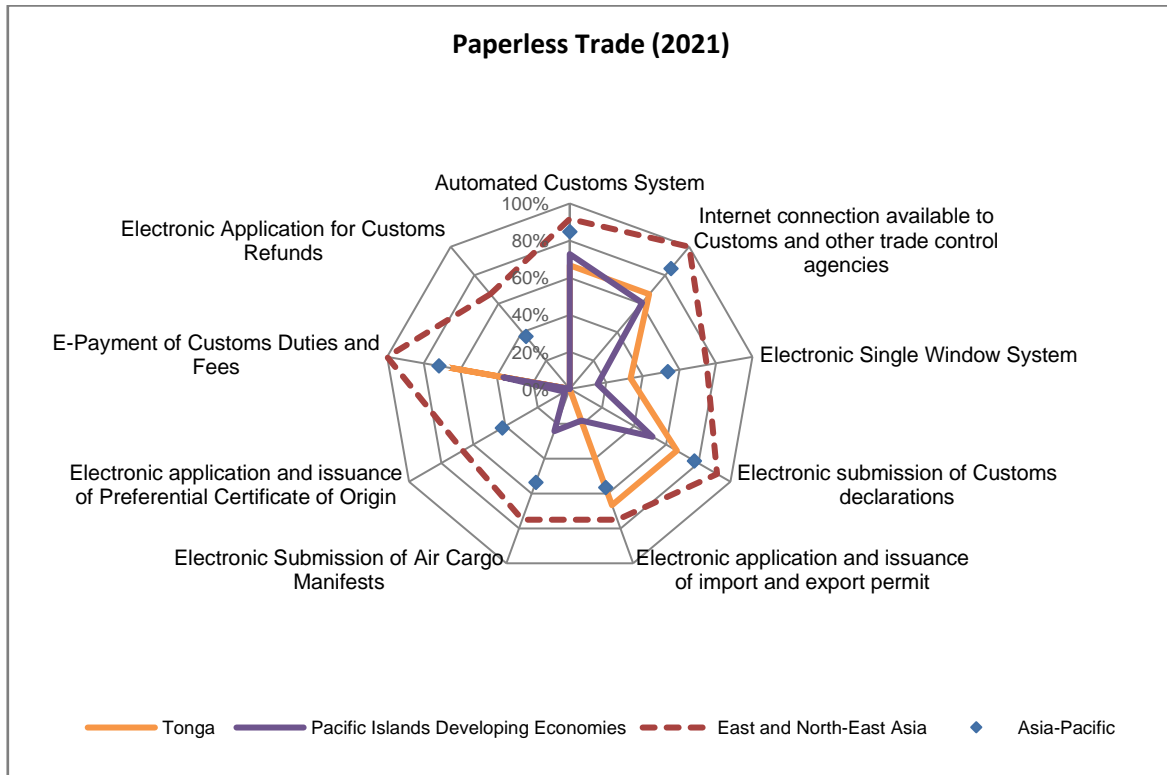 Paperless Trade (2021)
Automated Customs System
100%
80%
60%
40%
20%
0%
Internet connection available to
Customs and other trade control
agencies
Electronic Single Window System
Electronic submission of Customs
declarations
Electronic application and issuance
of import and export permit
Electronic Submission of Air Cargo
Manifests
Electronic application and issuance
of Preferential Certificate of Origin
E-Payment of Customs Duties and
Fees
Electronic Application for Customs
Refunds
Tonga
Pacific Islands Developing Economies
East and North-East Asia
Asia-Pacific